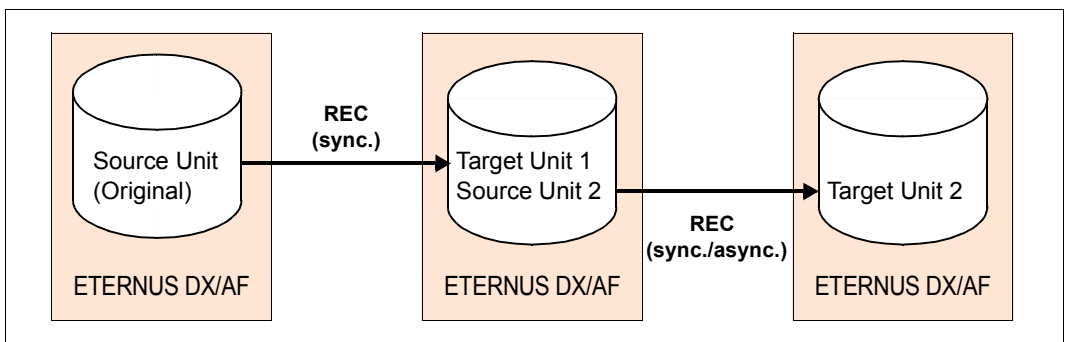 REC
(sync.)
Source Unit
(Original)
Target Unit 1
Source Unit 2
Target Unit 2
REC
(sync./async.)
ETERNUS DX/AF
ETERNUS DX/AF
ETERNUS DX/AF